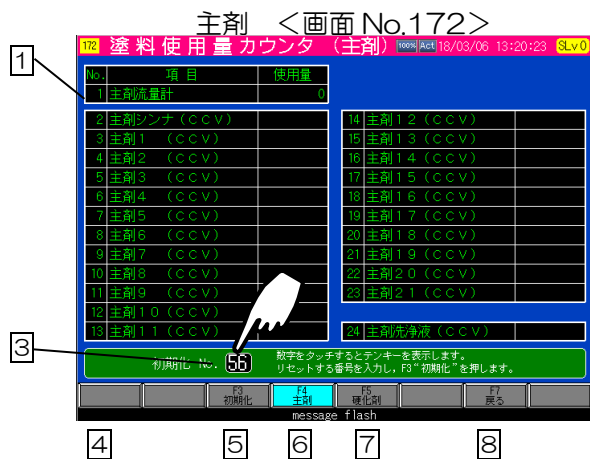 主剤 ＜画面 No.172＞
172 塗料使用量カウンタ （主剤） 100% Act 18/03/06 13:20:23 SLv0
1
No. 項目 使用量
1 主剤流量計 0
2 主剤シンナ（ＣＣＶ）
3 主剤１ （ＣＣＶ）
4 主剤２ （ＣＣＶ）
5 主剤３ （ＣＣＶ）
6 主剤４ （ＣＣＶ）
7 主剤５ （ＣＣＶ）
8 主剤６ （ＣＣＶ）
9 主剤７ （ＣＣＶ）
10 主剤８ （ＣＣＶ）
11 主剤９ （ＣＣＶ）
12 主剤１０（ＣＣＶ）
13 主剤１１（ＣＣＶ）
14 主剤１２（ＣＣＶ）
15 主剤１３（ＣＣＶ）
16 主剤１４（ＣＣＶ）
17 主剤１５（ＣＣＶ）
18 主剤１６（ＣＣＶ）
19 主剤１７（ＣＣＶ）
20 主剤１８（ＣＣＶ）
21 主剤１９（ＣＣＶ）
22 主剤２０（ＣＣＶ）
23 主剤２１（ＣＣＶ）
24 主剤洗浄液（ＣＣＶ）
3
初期化 No. 56
数字をタッチするとテンキーを表示します。
リセットする番号を入力し，F3“初期化”を押します。
F3 初期化
F4 主剤
F5 硬化剤
F7 戻る
message flash
4 5 6 7 8